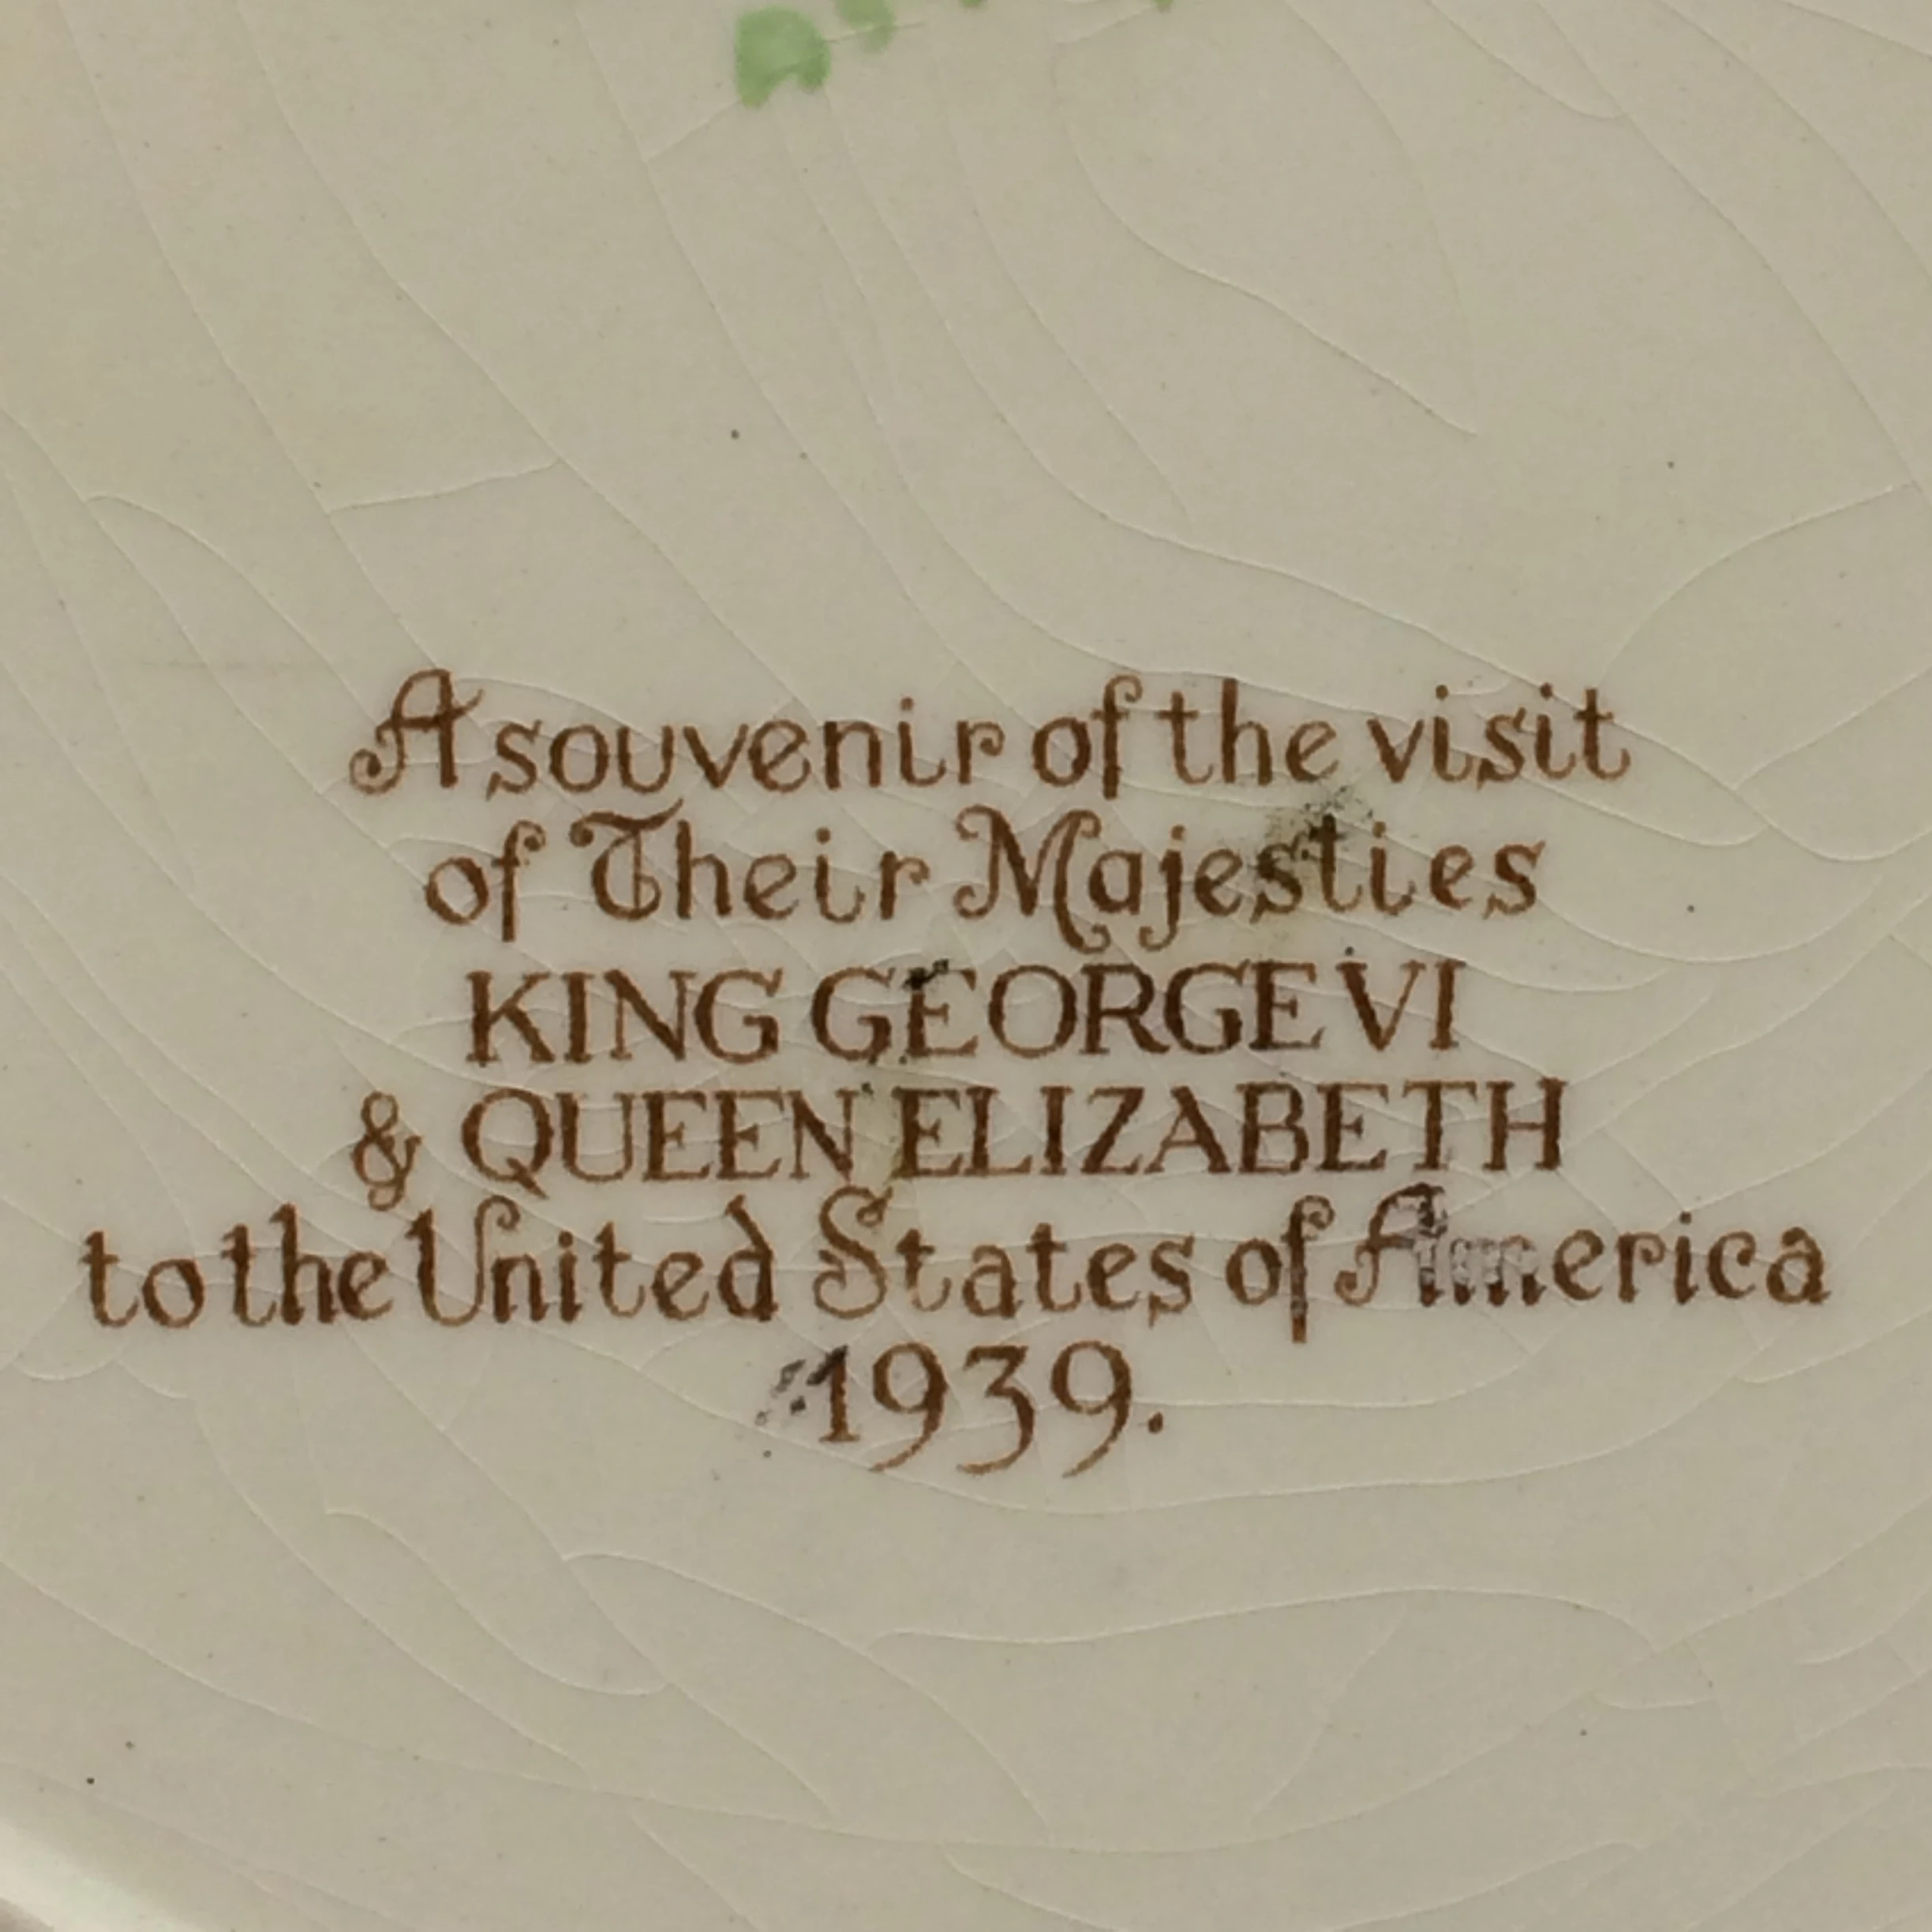 A souvenir of the visit
of Their Majesties
KING GEORGE VI
& QUEEN ELIZABETH
to the United States of America
1939.